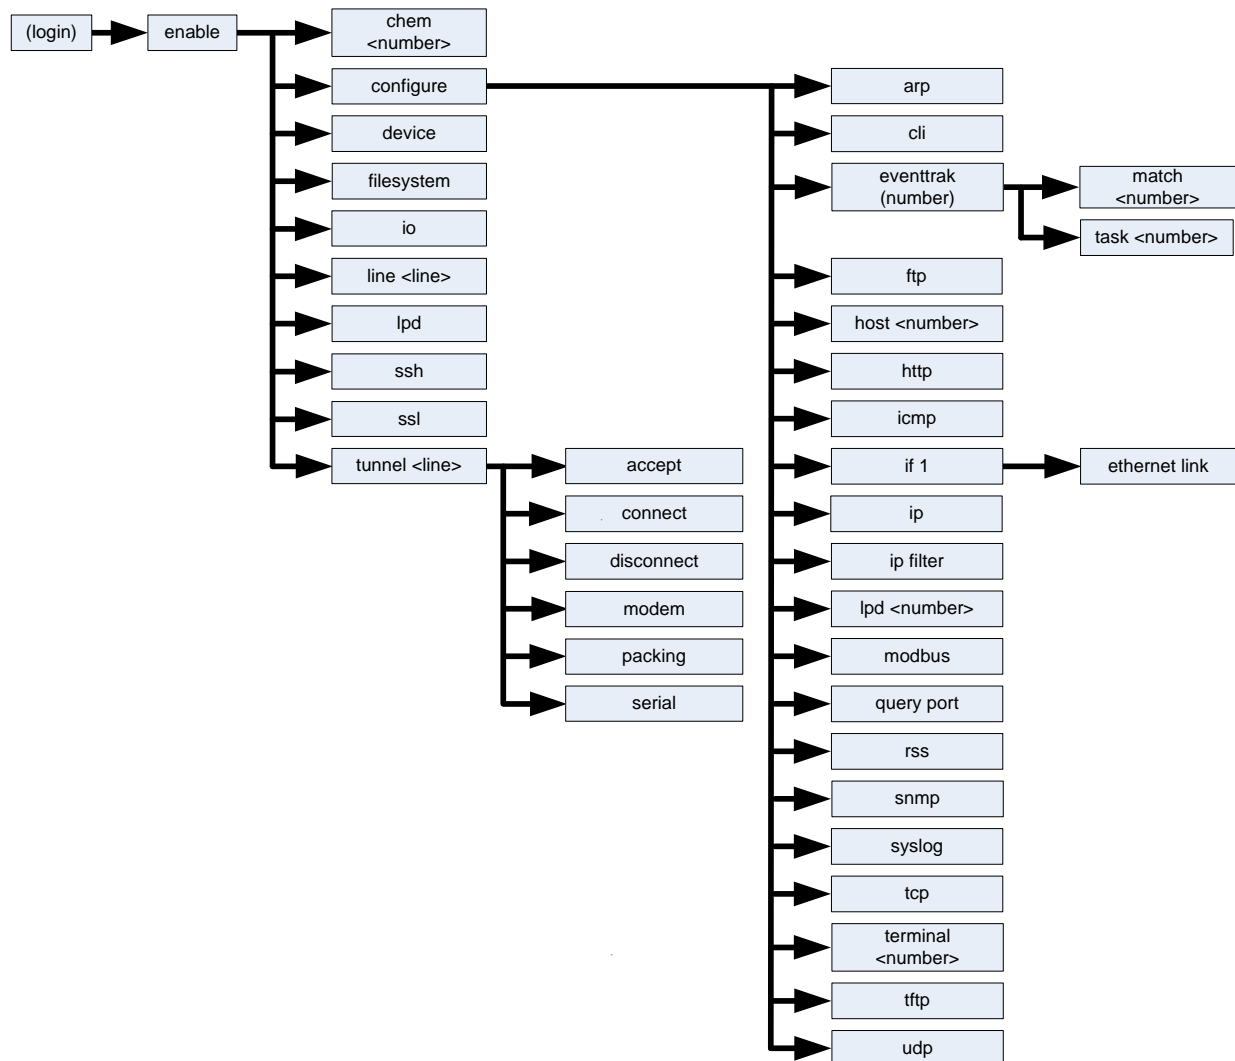 (login)
enable
chem
<number>
configure
device
filesystem
io
line <line>
lpd
ssh
ssl
tunnel <line>
accept
connect
disconnect
modem
packing
serial
arp
cli
eventtrak
(number)
match
<number>
task <number>
ftp
host <number>
http
icmp
if 1
ethernet link
ip
ip filter
lpd <number>
modbus
query port
rss
snmp
syslog
tcp
terminal
<number>
tftp
udp